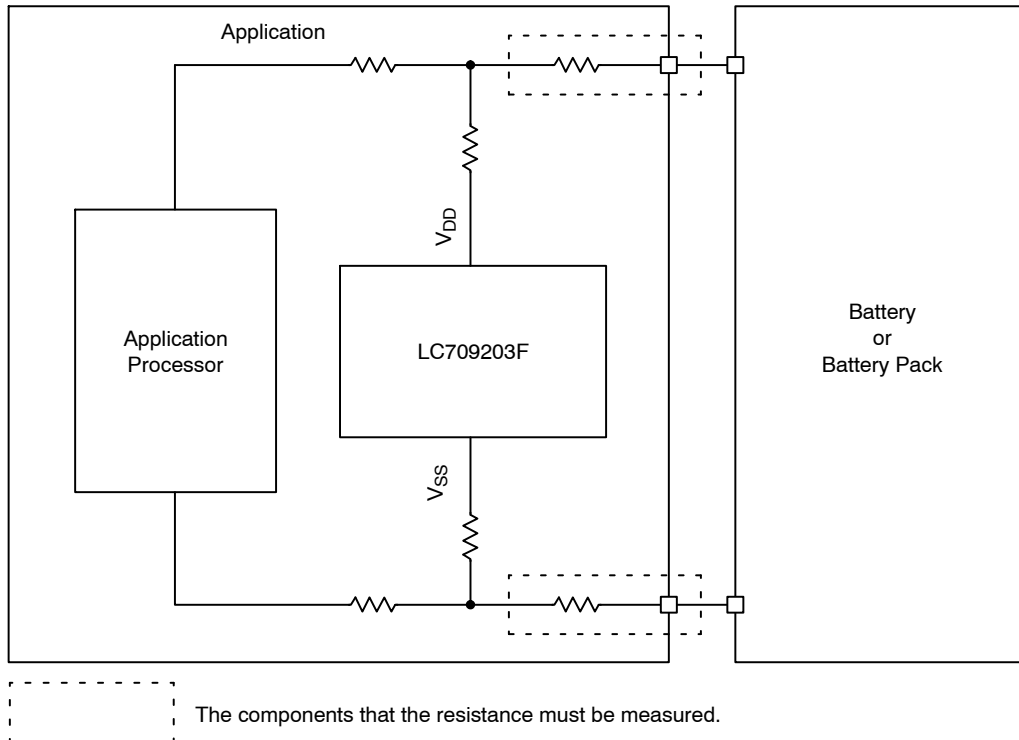 Application
VDD
Application
Processor
LC709203F
VSS
Battery
or
Battery Pack
The components that the resistance must be measured.